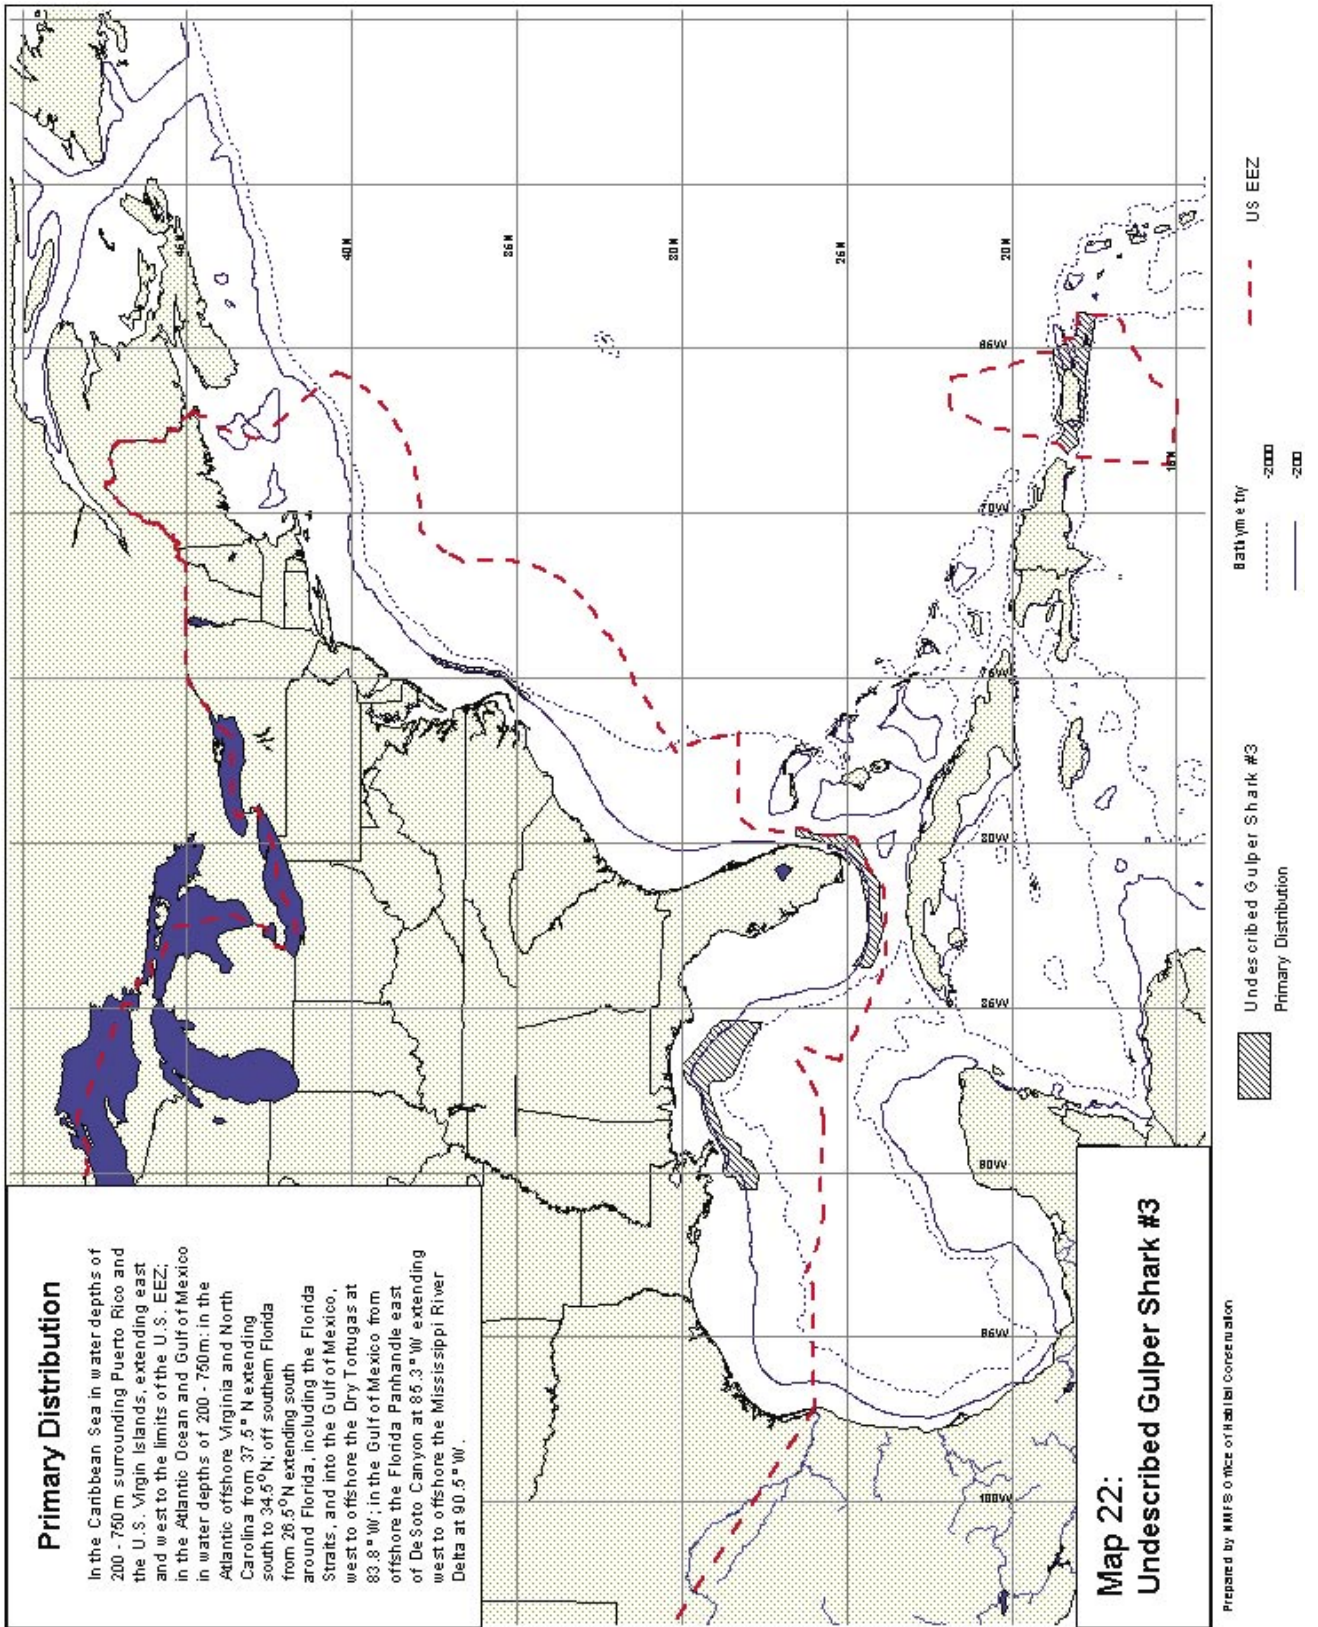 Primary Distribution
In the Caribbean Sea in water depths of
200 - 750 m surrounding Puerto Rico and
the U.S. Virgin Islands, extending east
and west to the limits of the U.S. EEZ;
in the Atlantic Ocean and Gulf of Mexico
in water depths of 200 - 750m: in the
Atlantic offshore Virginia and North
Carolina from 37.5° N extending
south to 34.5°N; off southern Florida
from 26.5°N extending south
around Florida, including the Florida
Straits, and into the Gulf of Mexico,
west to offshore the Dry Tortugas at
83.8° W; in the Gulf of Mexico from
offshore the Florida Panhandle east
of De Soto Canyon at 85.3° W extending
west to offshore the Mississippi River
Delta at 90.5° W.
45N
40N
35N
30N
25N
20N
15N
100W
95W
90W
85W
80W
75W
70W
65W
Map 22:
Undescribed Gulper Shark #3
Undescribed Gulper Shark #3
Primary Distribution
Bathymetry
-2000
-200
US EEZ
Prepared by NMFS Office of Habitat Conservation